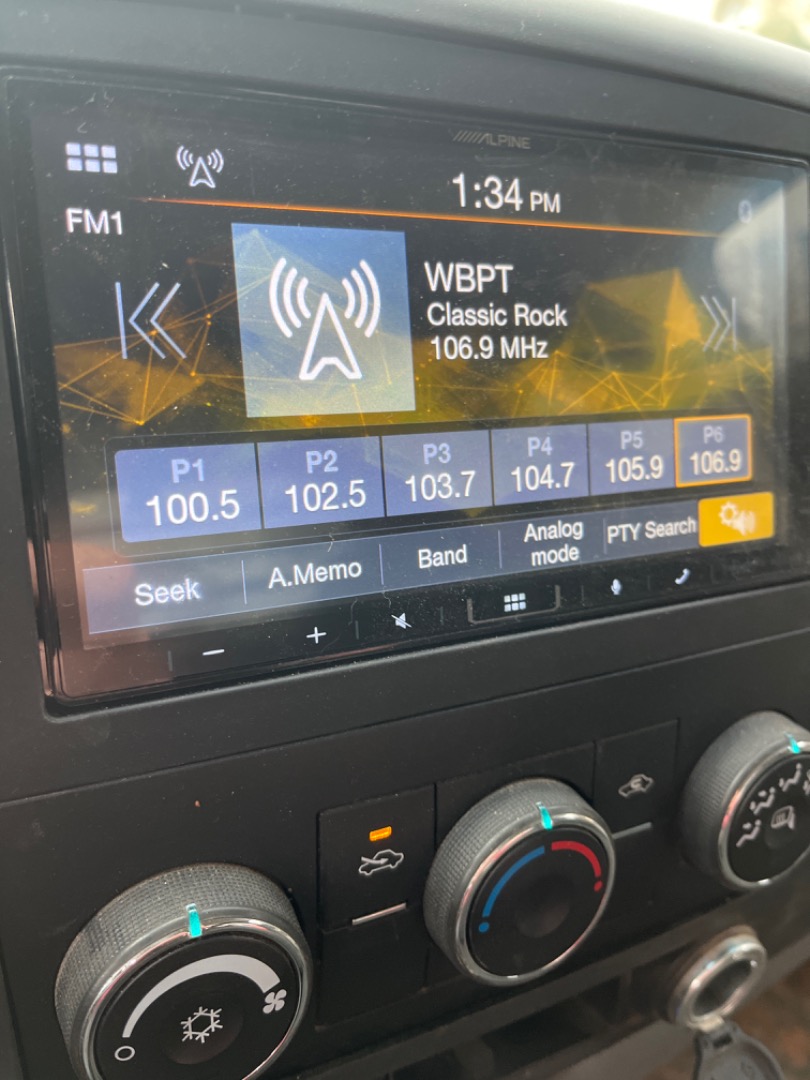 ALPINE
1:34 PM
FM1
WBPT
Classic Rock
106.9 MHz
P1
100.5
P2
102.5
P3
103.7
P4
104.7
P5
105.9
P6
106.9
Seek
A.Memo
Band
Analog
mode
PTY Search